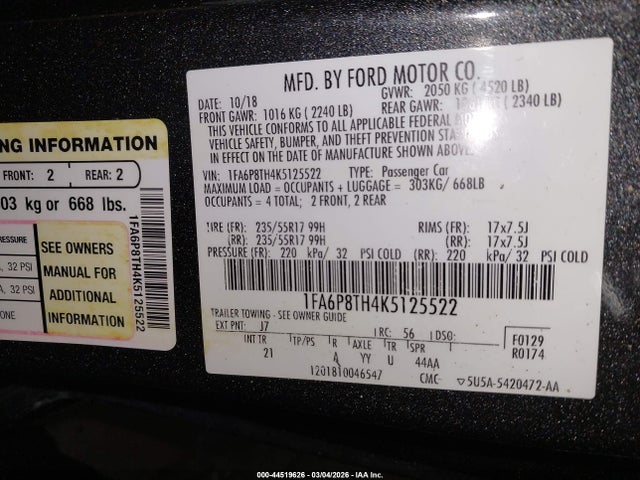 NG INFORMATION
FRONT: 2 REAR: 2
03 kg or 668 lbs.
PRESSURE
, 32 PSI
A, 32 PSI
ONE
SEE OWNERS
MANUAL FOR
ADDITIONAL
INFORMATION
1FA6P8TH4K5125522
MFD. BY FORD MOTOR CO.
DATE: 10/18 GVWR: 2050 KG ( 4520 LB)
FRONT GAWR: 1016 KG ( 2240 LB) REAR GAWR: ( 2340 LB)
THIS VEHICLE CONFORMS TO ALL APPLICABLE FEDERAL
VEHICLE SAFETY, BUMPER, AND THEFT PREVENTION
IN EFFECT ON THE DATE OF MANUFACTURE SHOWN ABOVE.
VIN: 1FA6P8TH4K5125522 TYPE: Passenger Car
MAXIMUM LOAD = OCCUPANTS + LUGGAGE = 303KG/ 668LB
OCCUPANTS = 4 TOTAL; 2 FRONT, 2 REAR
TIRE (FR): 235/55R17 99H RIMS (FR): 17x7.5J
(RR): 235/55R17 99H (RR): 17x7.5J
PRESSURE (FR): 220 kPa/ 32 PSI COLD (RR): 220 kPa/ 32 PSI COLD
1FA6P8TH4K5125522
TRAILER TOWING - SEE OWNER GUIDE
EXT PNT: J7 RC: 56 DSO: F0129
INT TR TP/PS R AXLE TR SPR R0174
21 A YY U 44AA
1201810046547 CMC 5U5A-5420472-AA
000-44519626 - 03/04/2026 - IAA Inc.